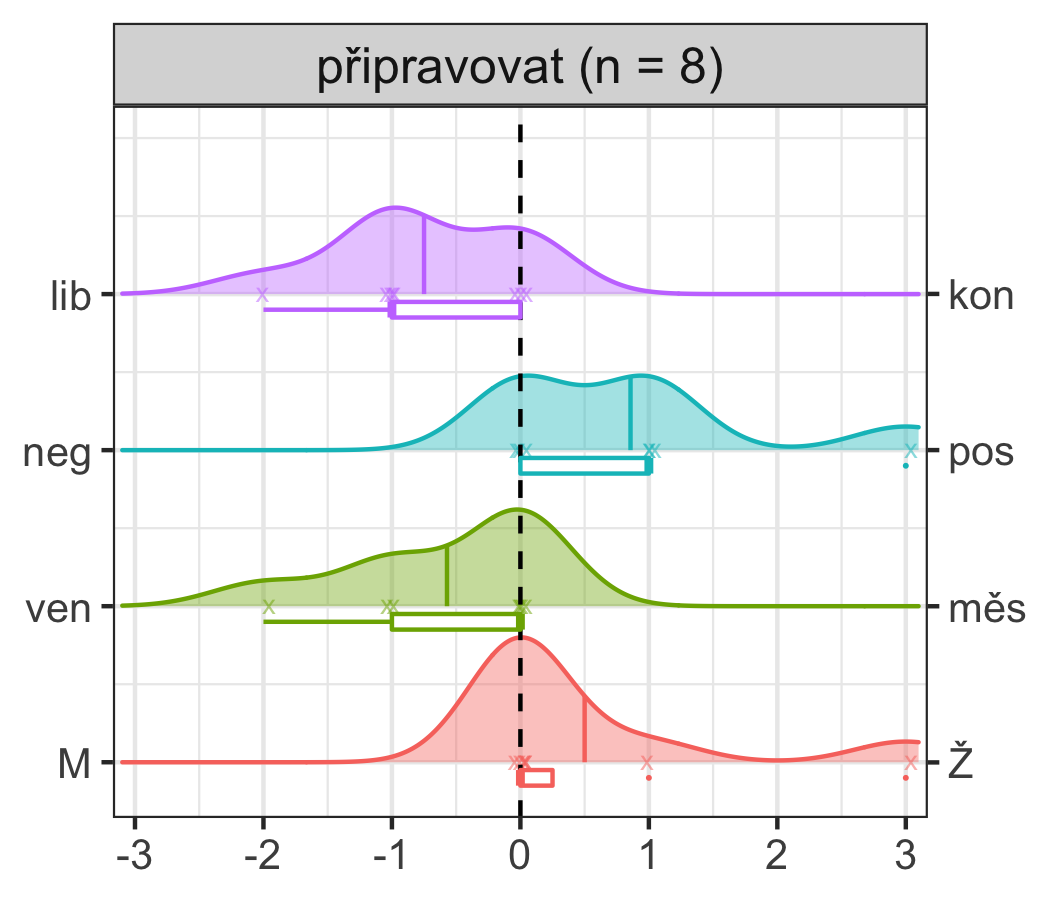 připravovat (n = 8)
lib kon
neg pos
ven měs
M Ž
-3 -2 -1 0 1 2 3